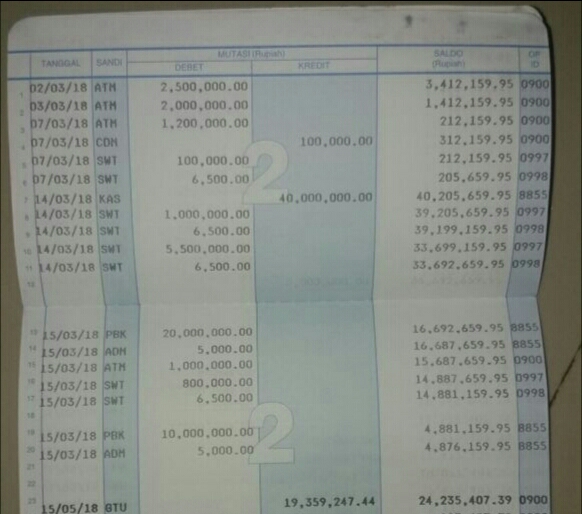 TANGGAL SANDI MUTASI (Rupiah) SALDO OP
DEBET KREDIT (Rupiah) ID
1 02/03/18 ATM 2,500,000.00 3,412,159.95 0900
2 03/03/18 ATM 2,000,000.00 1,412,159.95 0900
3 07/03/18 ATM 1,200,000.00 212,159.95 0900
4 07/03/18 CDM 100,000.00 312,159.95 0900
5 07/03/18 SWT 100,000.00 212,159.95 0997
6 07/03/18 SWT 6,500.00 205,659.95 0998
7 14/03/18 KAS 40,000,000.00 40,205,659.95 8855
8 14/03/18 SWT 1,000,000.00 39,205,659.95 0997
9 14/03/18 SWT 6,500.00 39,199,159.95 0998
10 14/03/18 SWT 5,500,000.00 33,699,159.95 0997
11 14/03/18 SWT 6,500.00 33,692,659.95 0998
12
2
13 15/03/18 PBK 20,000,000.00 16,692,659.95 8855
14 15/03/18 ADM 5,000.00 16,687,659.95 8855
15 15/03/18 ATM 1,000,000.00 15,687,659.95 0900
16 15/03/18 SWT 800,000.00 14,887,659.95 0997
17 15/03/18 SWT 6,500.00 14,881,159.95 0998
18
19 15/03/18 PBK 10,000,000.00 4,881,159.95 8855
20 15/03/18 ADM 5,000.00 4,876,159.95 8855
2
23 15/05/18 GTU 19,359,247.44 24,235,407.39 0900